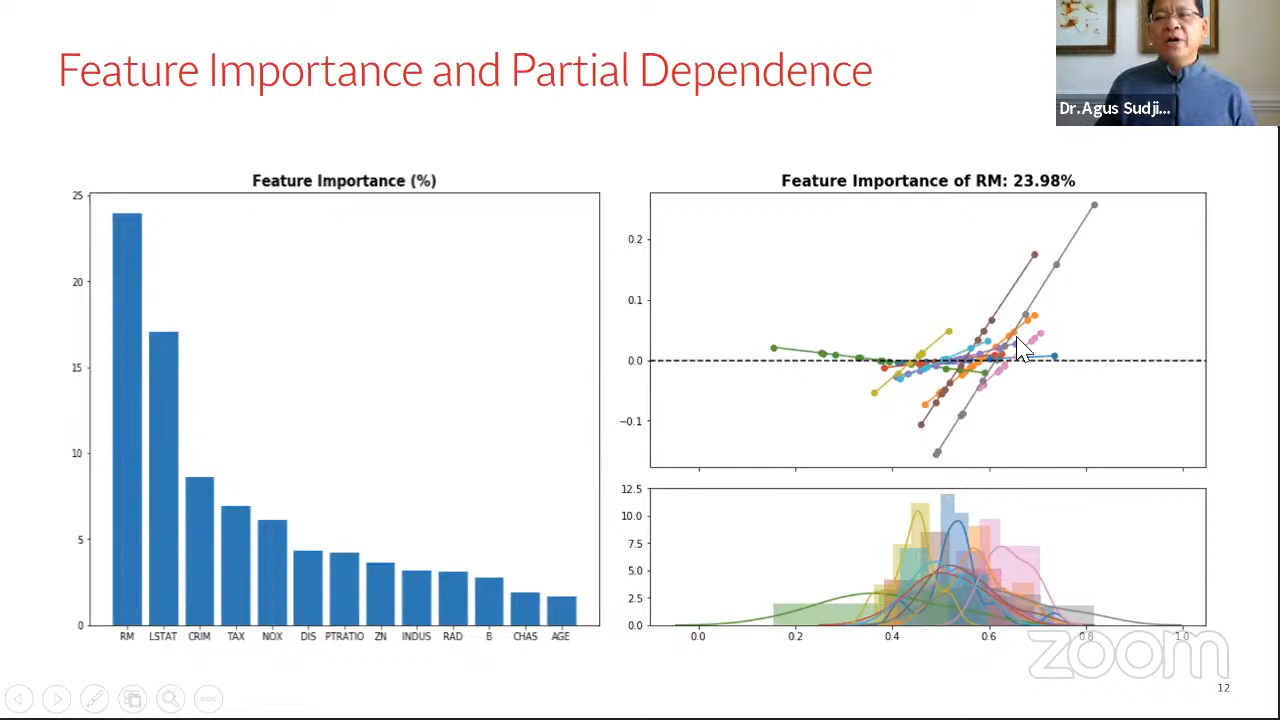 Feature Importance and Partial Dependence
Dr.Agus Sudji...
Feature Importance (%)
25
20
15
10
5
0
RM LSTAT CRIM TAX NOX DIS PTRATIO ZN INDUS RAD B CHAS AGE
Feature Importance of RM: 23.98%
0.2
0.1
0.0
−0.1
12.5
10.0
7.5
5.0
2.5
0.0
0.0 0.2 0.4 0.6 0.8 1.0
zoom
12